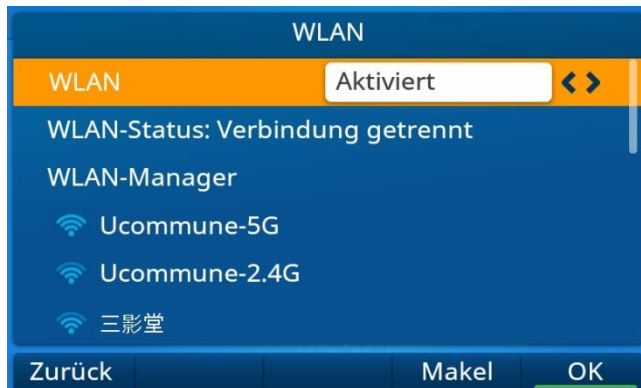 WLAN
WLAN Aktiviert
WLAN-Status: Verbindung getrennt
WLAN-Manager
Ucommune-5G
Ucommune-2.4G
三影堂
Zurück Makel OK